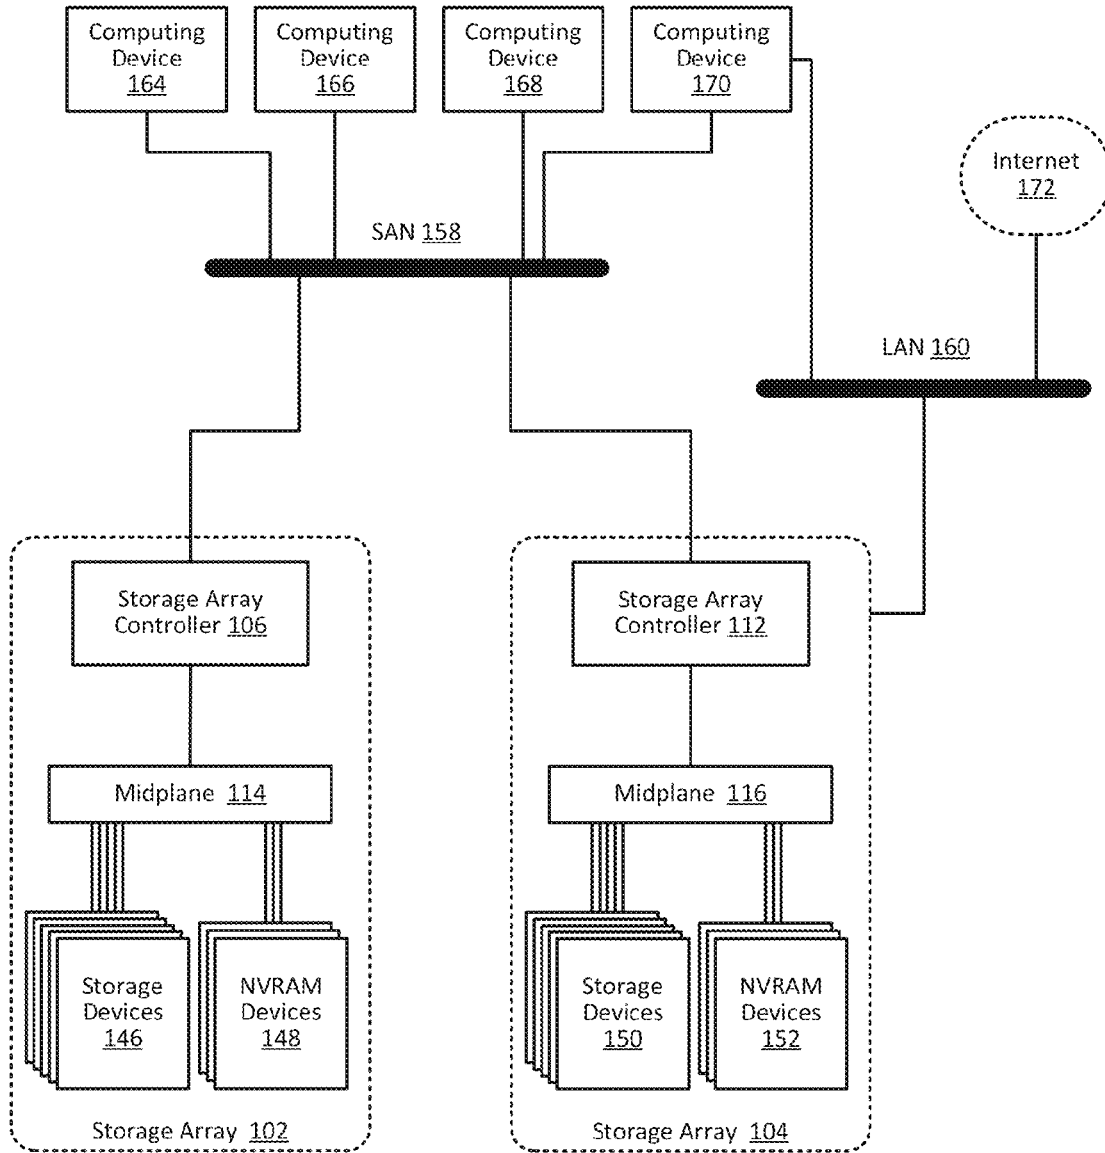 Computing
Device
164
Computing
Device
166
Computing
Device
168
Computing
Device
170
Internet
172
SAN 158
LAN 160
Storage Array
Controller 106
Storage Array
Controller 112
Midplane 114
Midplane 116
Storage
Devices
146
NVRAM
Devices
148
Storage
Devices
150
NVRAM
Devices
152
Storage Array 102
Storage Array 104